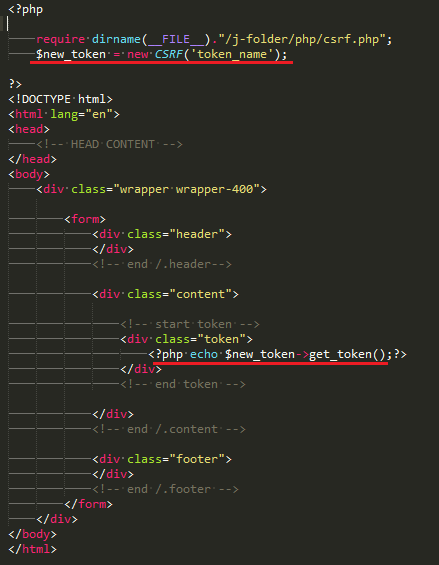 <?php
require dirname(__FILE__)."/j-folder/php/csrf.php";
$new_token = new CSRF('token_name');
?>
<!DOCTYPE html>
<html lang="en">
<head>
<!-- HEAD CONTENT -->
</head>
<body>
<div class="wrapper wrapper-400">
<form>
<div class="header">
</div>
<!-- end /.header-->
<div class="content">
<!-- start token -->
<div class="token">
<?php echo $new_token->get_token();?>
</div>
<!-- end token -->
</div>
<!-- end /.content -->
<div class="footer">
</div>
<!-- end /.footer -->
</form>
</div>
</body>
</html>